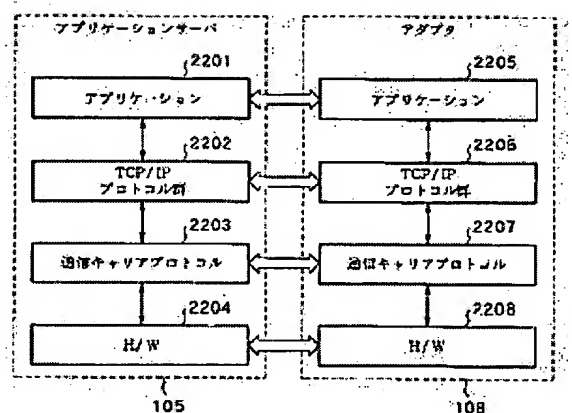 アプリケーションサーバ
アダプタ
2201
アプリケーション
2205
アプリケーション
2202
TCP/IP
プロトコル群
2206
TCP/IP
プロトコル群
2203
通信キャリアプロトコル
2207
通信キャリアプロトコル
2204
H/W
2208
H/W
105
108